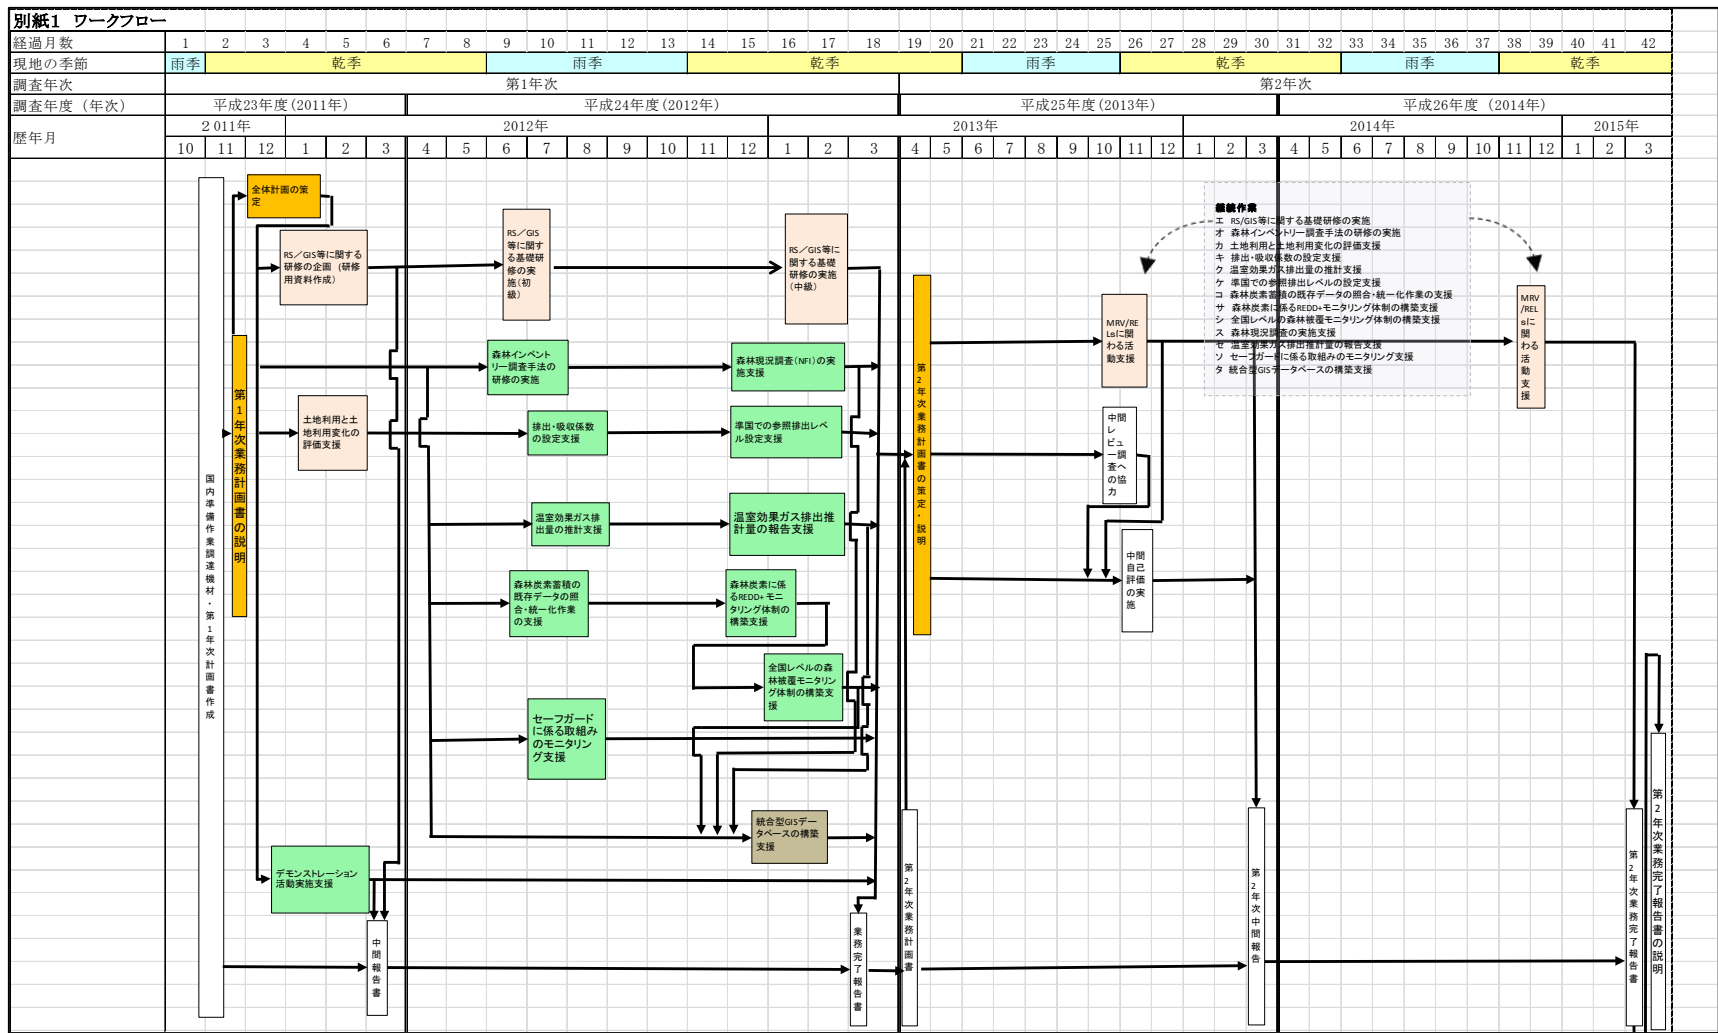 別紙1 ワークフロー
経過月数 1 2 3 4 5 6 7 8 9 10 11 12 13 14 15 16 17 18 19 20 21 22 23 24 25 26 27 28 29 30 31 32 33 34 35 36 37 38 39 40 41 42
現地の季節 雨季 乾季 雨季 乾季 雨季 乾季 雨季 乾季
調査年次 第1年次 第2年次
調査年度（年次） 平成23年度(2011年) 平成24年度(2012年) 平成25年度(2013年) 平成26年度 (2014年)
歴年月 2011年 2012年 2013年 2014年 2015年
10 11 12 1 2 3 4 5 6 7 8 9 10 11 12 1 2 3 4 5 6 7 8 9 10 11 12 1 2 3 4 5 6 7 8 9 10 11 12 1 2 3
国内準備作業調達機材・第1年次計画書作成
第1年次業務計画書の説明
全体計画の策
定
RS／GIS等に関する
研修の企画（研修
用資料作成）
RS／GIS
等に関す
る基礎研
修の実
施（初
級）
RS／GIS等に
関する基礎
研修の実施
（中級）
森林インベント
リー調査手法の
研修の実施
森林現況調査（NFI）の実
施支援
土地利用と土
地利用変化の
評価支援
排出・吸収係数
の設定支援
準国での参照排出レベ
ル設定支援
温室効果ガス排
出量の推計支援
温室効果ガス排出推
計量の報告支援
森林炭素蓄積の
既存データの照
合・統一化作業
の支援
森林炭素に係
るREDD+モニ
タリング体制の
構築支援
全国レベルの森
林被覆モニタリン
グ体制の構築支
援
セーフガード
に係る取組み
のモニタリン
グ支援
統合型GISデー
タベースの構築
支援
デモンストレーション
活動実施支援
中間報告書
業務完了報告書
第2年次業務計画書の策定・説明
第2年次業務計画書
MRV/RE
Lsに関
わる活
動支援
中間
レ
ビュ
ー調
査へ
の協
力
中間
自己
評価
の実
施
継続作業
エ RS/GIS等に関する基礎研修の実施
オ 森林インベントリー調査手法の研修の実施
カ 土地利用と土地利用変化の評価支援
キ 排出・吸収係数の設定支援
ク 温室効果ガス排出量の推計支援
ケ 準国での参照排出レベルの設定支援
コ 森林炭素蓄積の既存データの照合・統一化作業の支援
サ 森林炭素に係るREDD+モニタリング体制の構築支援
シ 全国レベルの森林被覆モニタリング体制の構築支援
ス 森林現況調査の実施支援
セ 温室効果ガス排出推計量の報告支援
ソ セーフガードに係る取組みのモニタリング支援
タ 統合型GISデータベースの構築支援
MRV
/REL
sに
関
わる
活
動
支
援
第2年次中間報告
第2年次業務完了報告書
第2年次業務完了報告書の説明